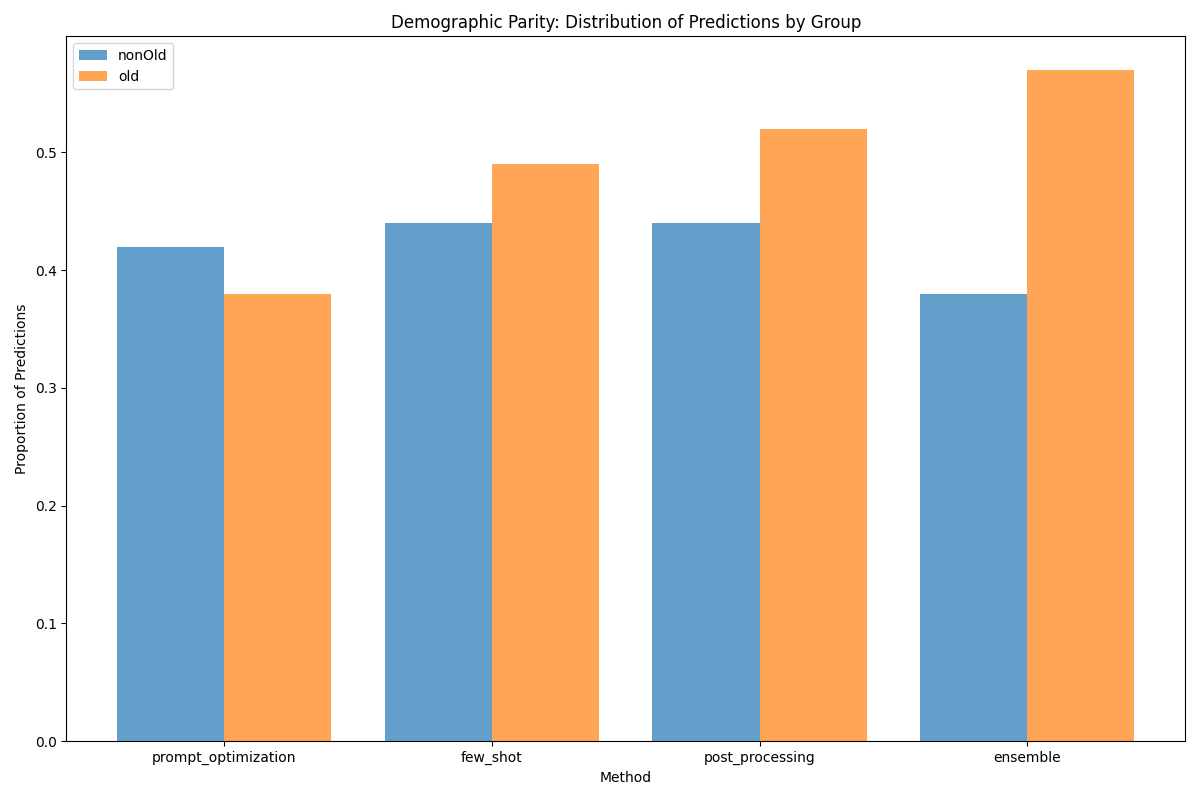 Demographic Parity: Distribution of Predictions by Group
nonOld
old
Proportion of Predictions
0.5
0.4
0.3
0.2
0.1
0.0
prompt_optimization
few_shot
post_processing
ensemble
Method